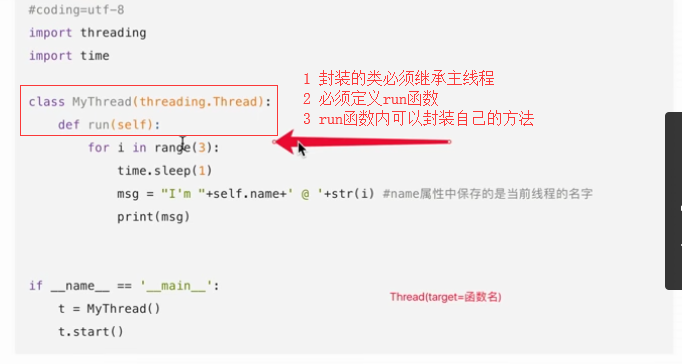 #coding=utf-8
import threading
import time
class MyThread(threading.Thread):
def run(self):
for i in range(3):
time.sleep(1)
msg = "I'm "+self.name+' @ '+str(i) #name属性中保存的是当前线程的名字
print(msg)
1 封装的类必须继承主线程
2 必须定义run函数
3 run函数内可以封装自己的方法
if __name__ == '__main__':
t = MyThread()
t.start()
Thread(target=函数名)